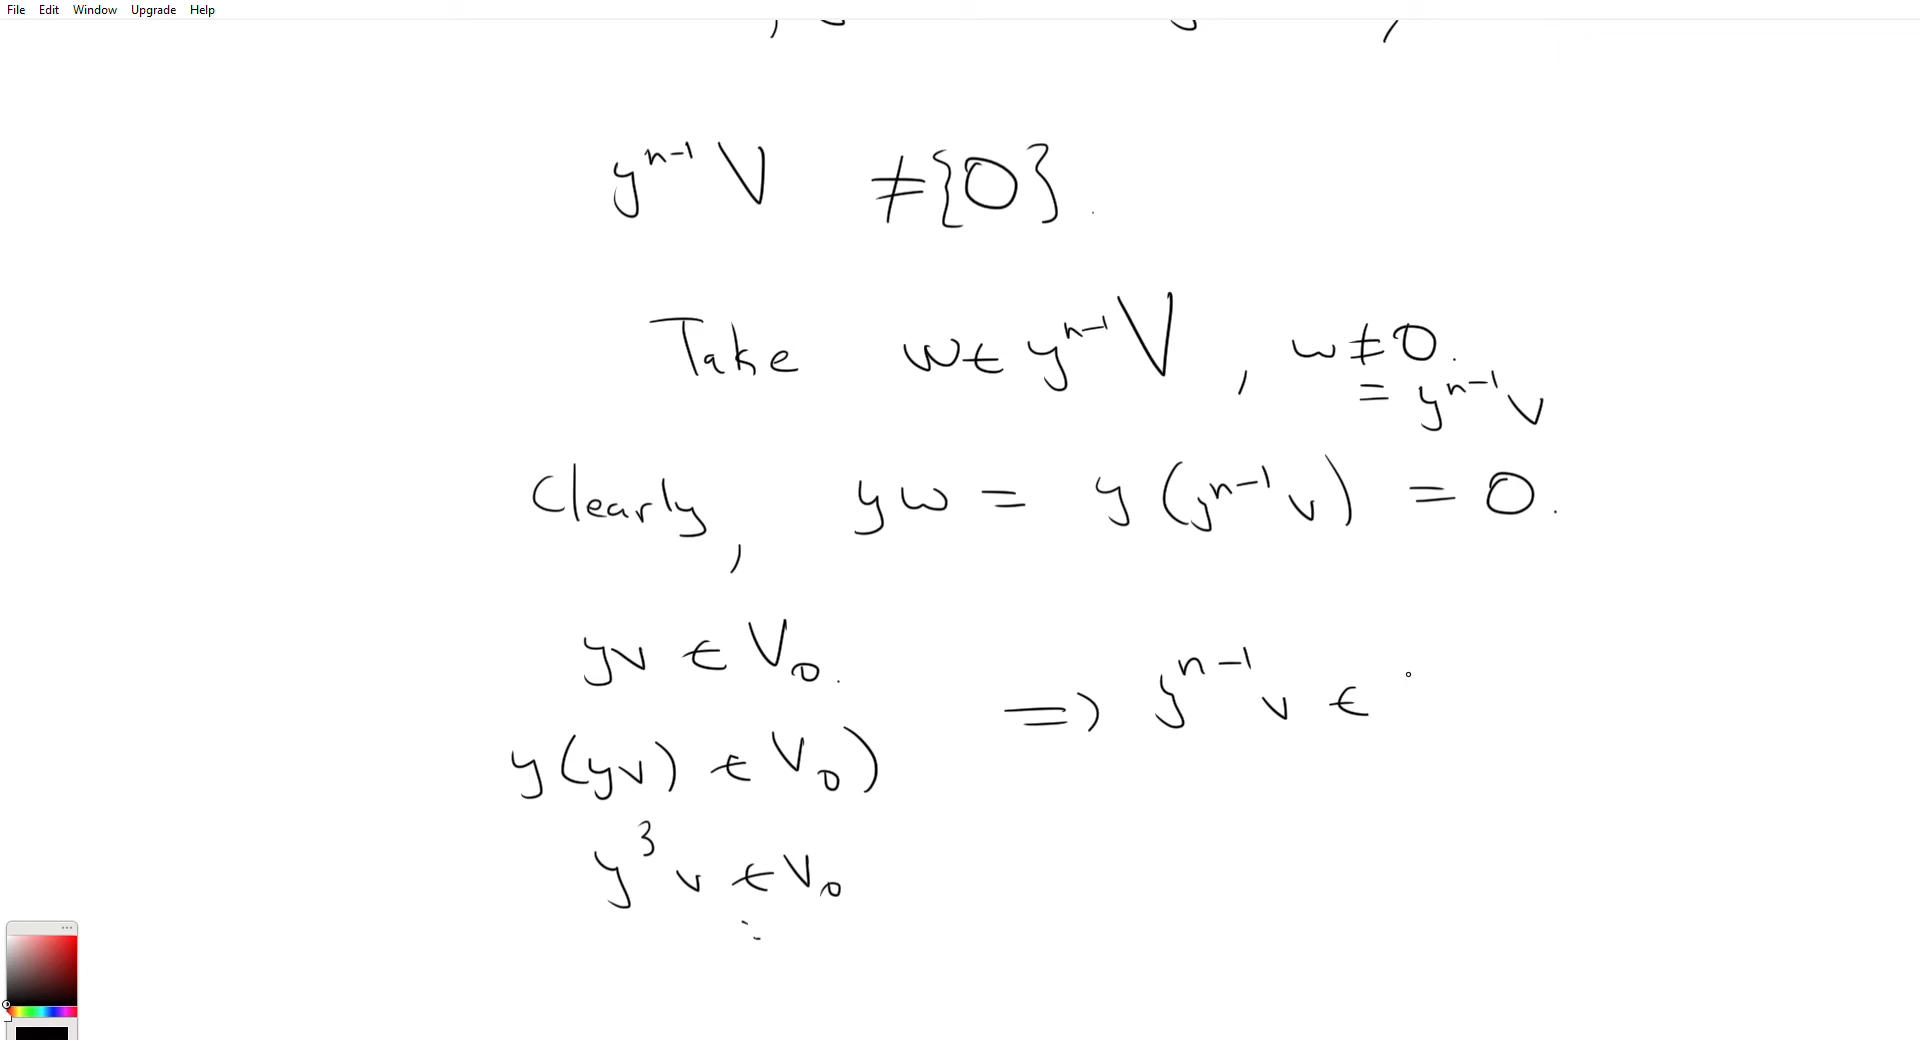 File Edit Window Upgrade Help
y^{n-1} V ≠ {0}.
Take w ∈ y^{n-1} V, w ≠ 0.
= y^{n-1} v
Clearly, y w = y (y^{n-1} v) = 0.
yv ∈ V_0.
⇒ y^{n-1} v ∈
y(yv) ∈ V_0)
y^3 v ∈ V_0